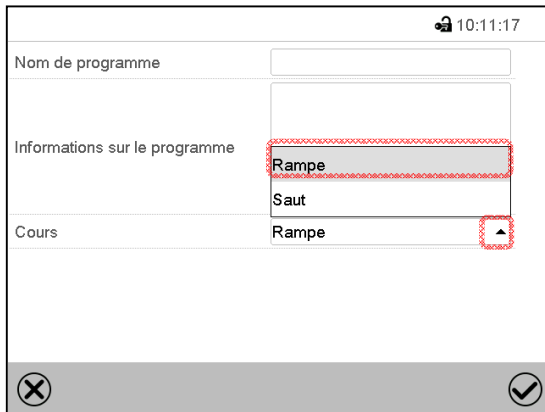 10:11:17
Nom de programme
Informations sur le programme
Rampe
Saut
Cours
Rampe